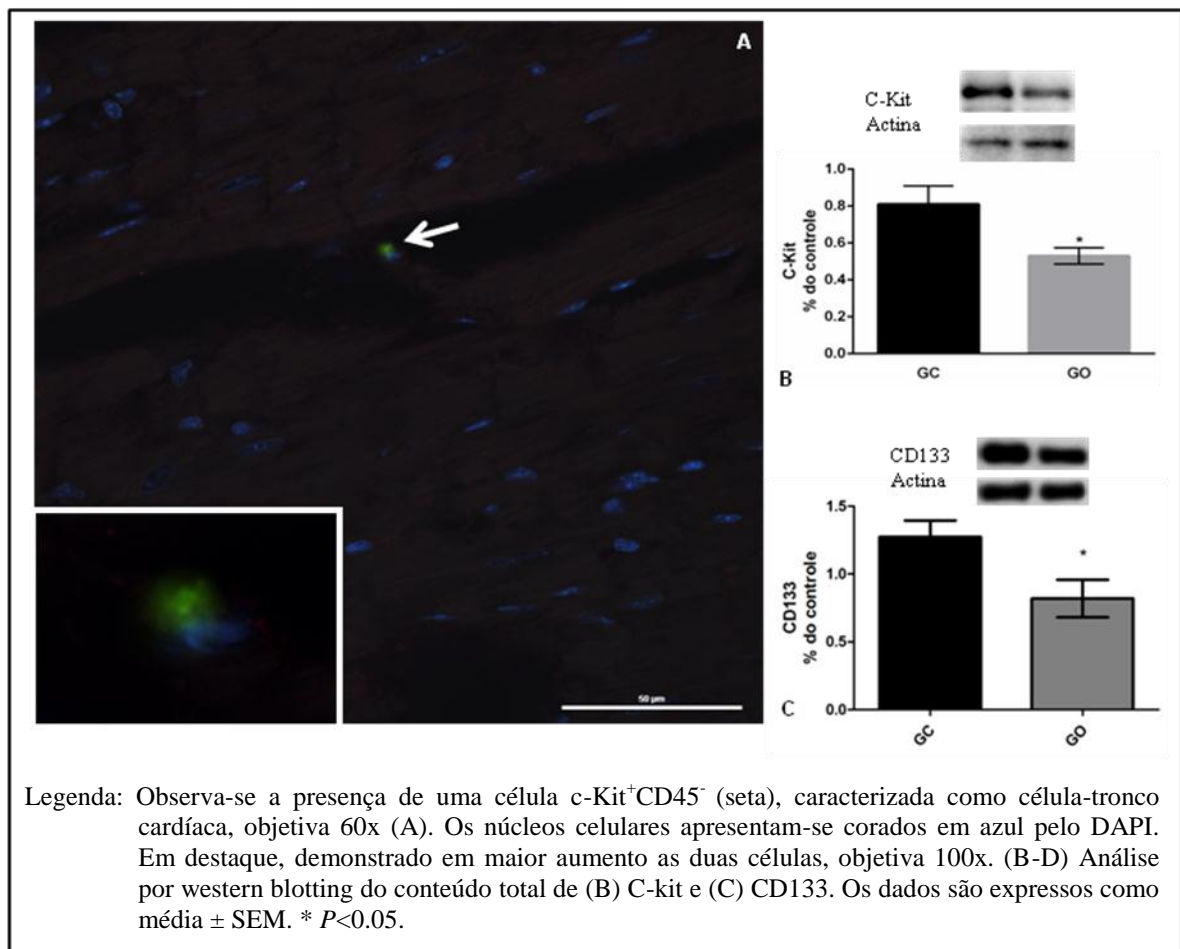 A
50 µm
C-Kit
Actina
C-Kit
% do controle
1.0
0.8
0.6
0.4
0.2
0.0
*
GC
GO
B
CD133
Actina
CD133
% do controle
1.5
1.0
0.5
0.0
*
GC
GO
C
Legenda: Observa-se a presença de uma célula c-Kit⁺CD45⁻ (seta), caracterizada como célula-tronco
cardíaca, objetiva 60x (A). Os núcleos celulares apresentam-se corados em azul pelo DAPI.
Em destaque, demonstrado em maior aumento as duas células, objetiva 100x. (B-D) Análise
por western blotting do conteúdo total de (B) C-kit e (C) CD133. Os dados são expressos como
média ± SEM. * P<0.05.